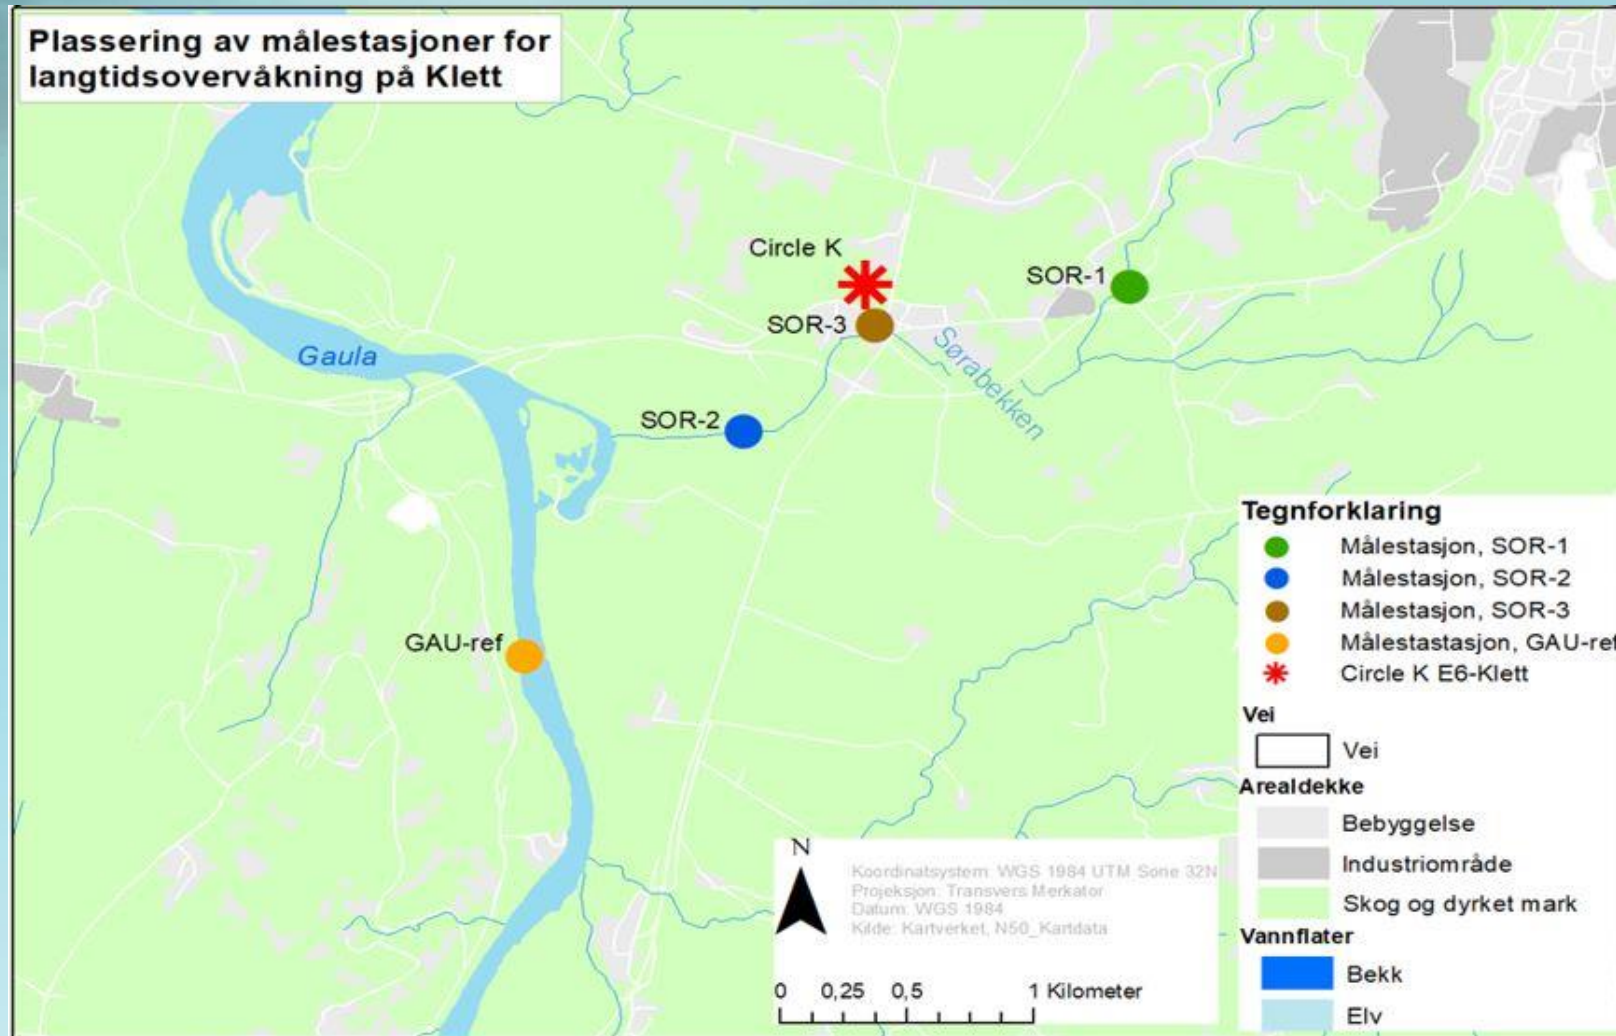 Plassering av målestasjoner for
langtidsovervåkning på Klett
Circle K
SOR-1
SOR-3
Sørabekken
Gaula
SOR-2
GAU-ref
Tegnforklaring
Målestasjon, SOR-1
Målestasjon, SOR-2
Målestasjon, SOR-3
Målestastasjon, GAU-ref
Circle K E6-Klett
Vei
Vei
Arealdekke
Bebyggelse
Industriområde
Skog og dyrket mark
Vannflater
Bekk
Elv
N
Koordinatsystem: WGS 1984 UTM Sone 32N
Projeksjon: Transvers Merkator
Datum: WGS 1984
Kilde: Kartverket, N50_Kartdata
0 0,25 0,5 1 Kilometer